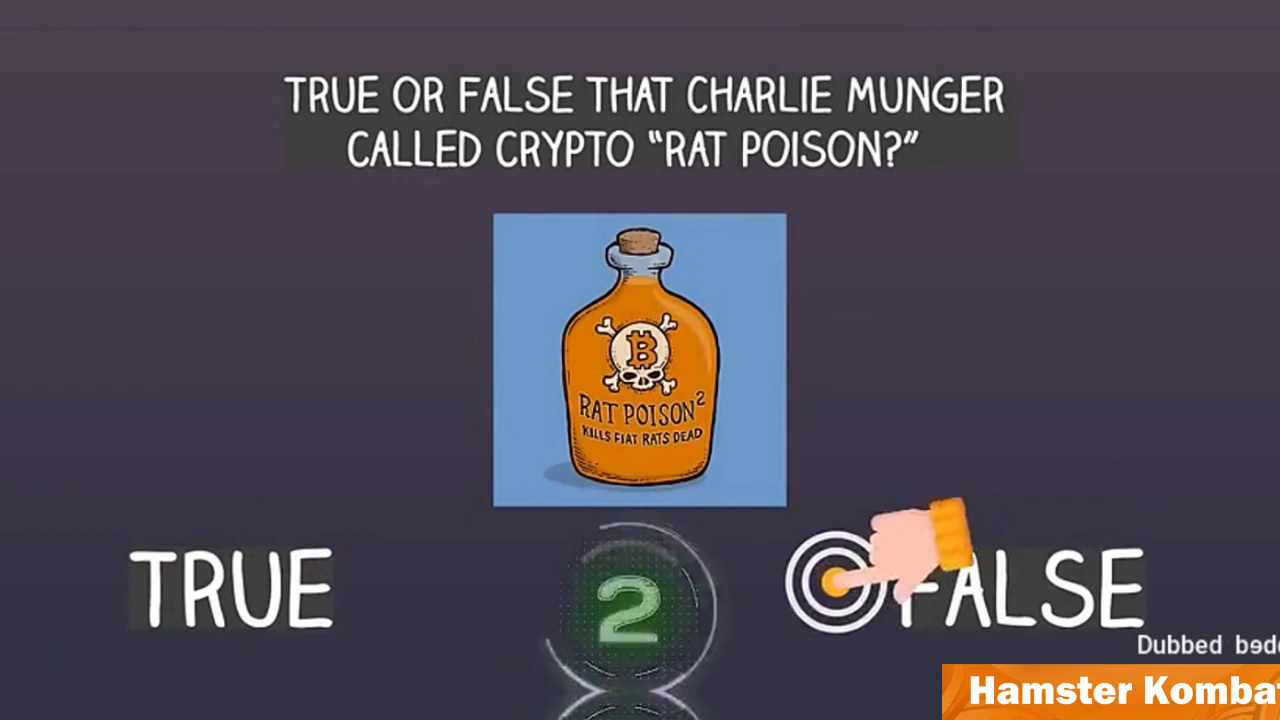 TRUE OR FALSE THAT CHARLIE MUNGER
CALLED CRYPTO “RAT POISON?”
RAT POISON²
KILLS FIAT RATS DEAD
TRUE
2
FALSE
Dubbed
Hamster Komba